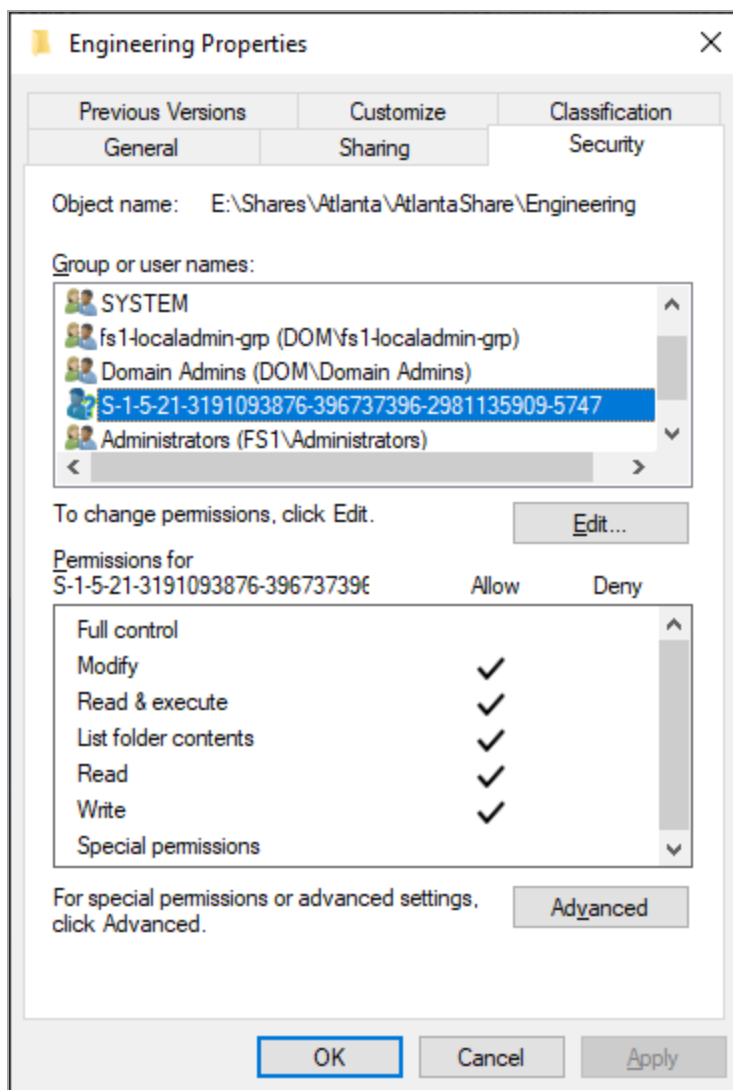 Engineering Properties
Previous Versions
Customize
Classification
General
Sharing
Security
Object name: E:\Shares\Atlanta\AtlantaShare\Engineering
Group or user names:
SYSTEM
fs1-localadmin-grp (DOM\fs1-localadmin-grp)
Domain Admins (DOM\Domain Admins)
S-1-5-21-3191093876-396737396-2981135909-5747
Administrators (FS1\Administrators)
To change permissions, click Edit.
Edit...
Permissions for
S-1-5-21-3191093876-396737396
Allow
Deny
Full control
Modify
Read & execute
List folder contents
Read
Write
Special permissions
For special permissions or advanced settings,
click Advanced.
Advanced
OK
Cancel
Apply